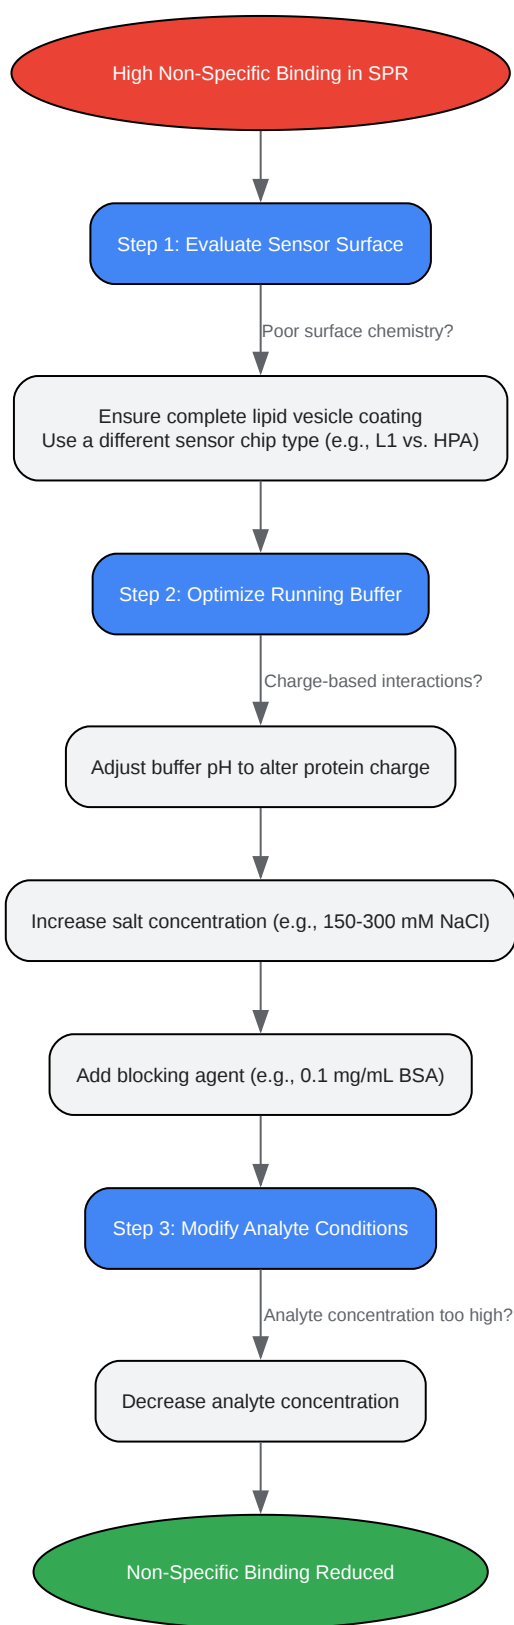 High Non-Specific Binding in SPR
Step 1: Evaluate Sensor Surface
Poor surface chemistry?
Ensure complete lipid vesicle coating
Use a different sensor chip type (e.g., L1 vs. HPA)
Step 2: Optimize Running Buffer
Charge-based interactions?
Adjust buffer pH to alter protein charge
Increase salt concentration (e.g., 150-300 mM NaCl)
Add blocking agent (e.g., 0.1 mg/mL BSA)
Step 3: Modify Analyte Conditions
Analyte concentration too high?
Decrease analyte concentration
Non-Specific Binding Reduced